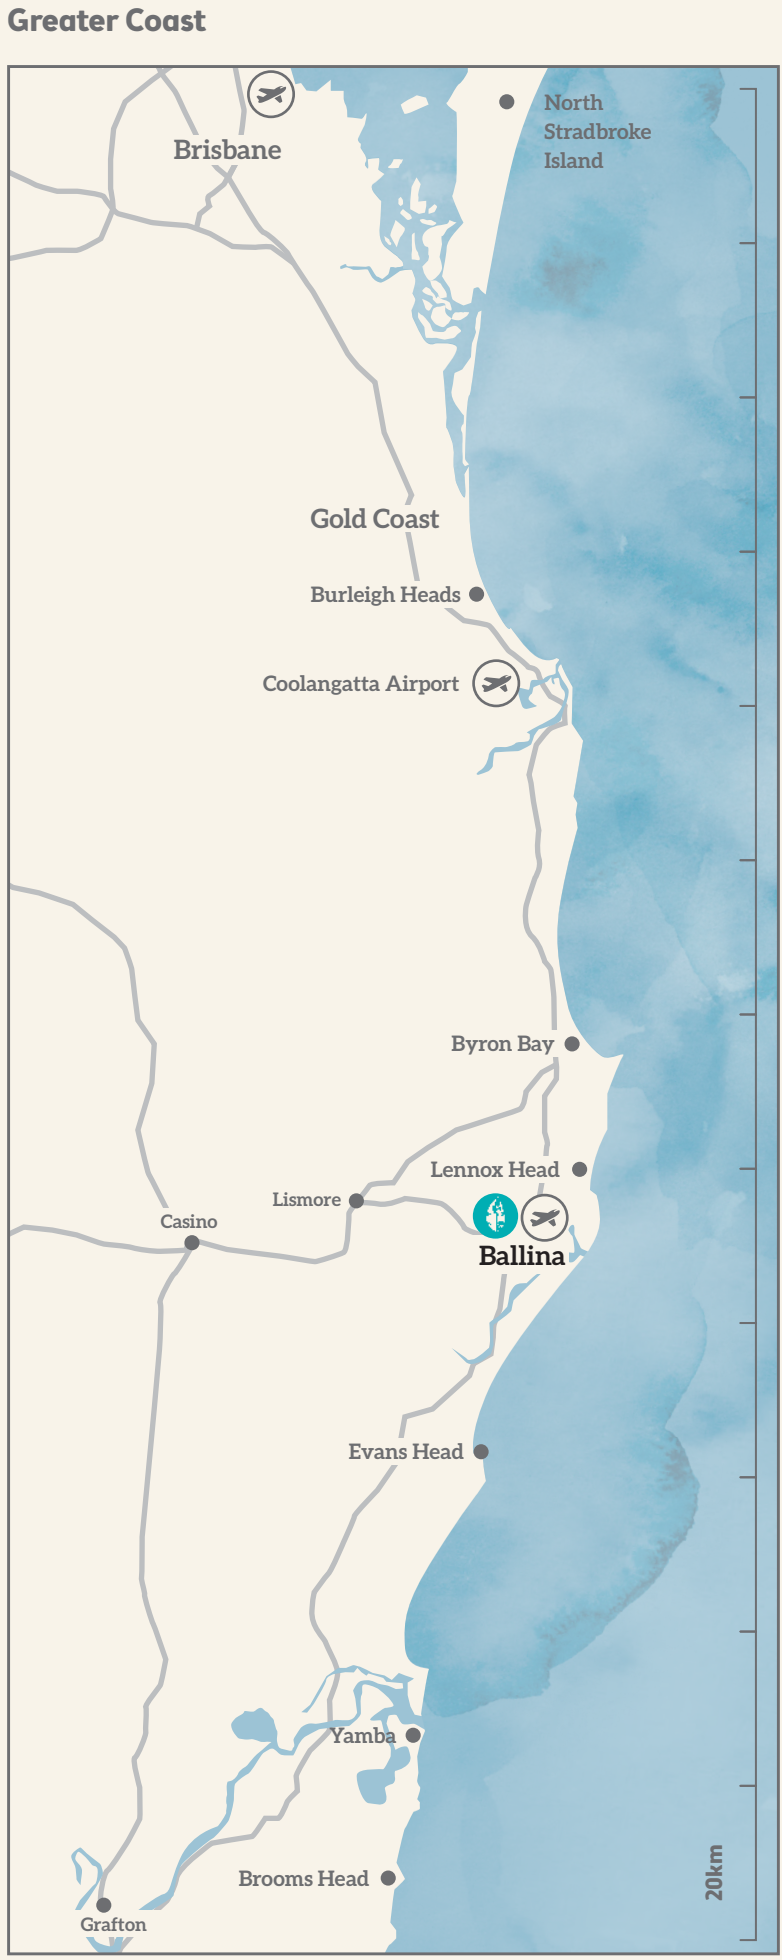 Greater Coast
North
Stradbroke
Island
Brisbane
Gold Coast
Burleigh Heads
Coolangatta Airport
Byron Bay
Lennox Head
Lismore
Casino
Ballina
Evans Head
Yamba
20km
Brooms Head
Grafton